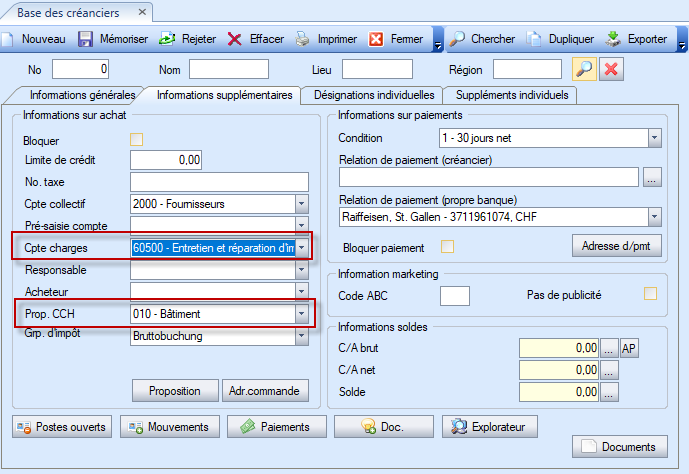 Base des créanciers
Nouveau Mémoriser Rejeter Effacer Imprimer Fermer Chercher Dupliquer Exporter
No 0 Nom Lieu Région
Informations générales Informations supplémentaires Désignations individuelles Suppléments individuels
Informations sur achat
Bloquer
Limite de crédit 0,00
No. taxe
Cpte collectif 2000 - Fournisseurs
Pré-saisie compte
Cpte charges 60500 - Entretien et réparation d'im
Responsable
Acheteur
Prop. CCH 010 - Bâtiment
Grp. d'impôt Bruttobuchung
Proposition Adr.commande
Informations sur paiements
Condition 1 - 30 jours net
Relation de paiement (créancier)
...
Relation de paiement (propre banque)
Raiffeisen, St. Gallen - 3711961074, CHF
Bloquer paiement Adresse d/pmt
Information marketing
Code ABC Pas de publicité
Informations soldes
C/A brut 0,00 ... AP
C/A net 0,00 ...
Solde 0,00 ...
Postes ouverts Mouvements Paiements Doc. Explorateur
Documents